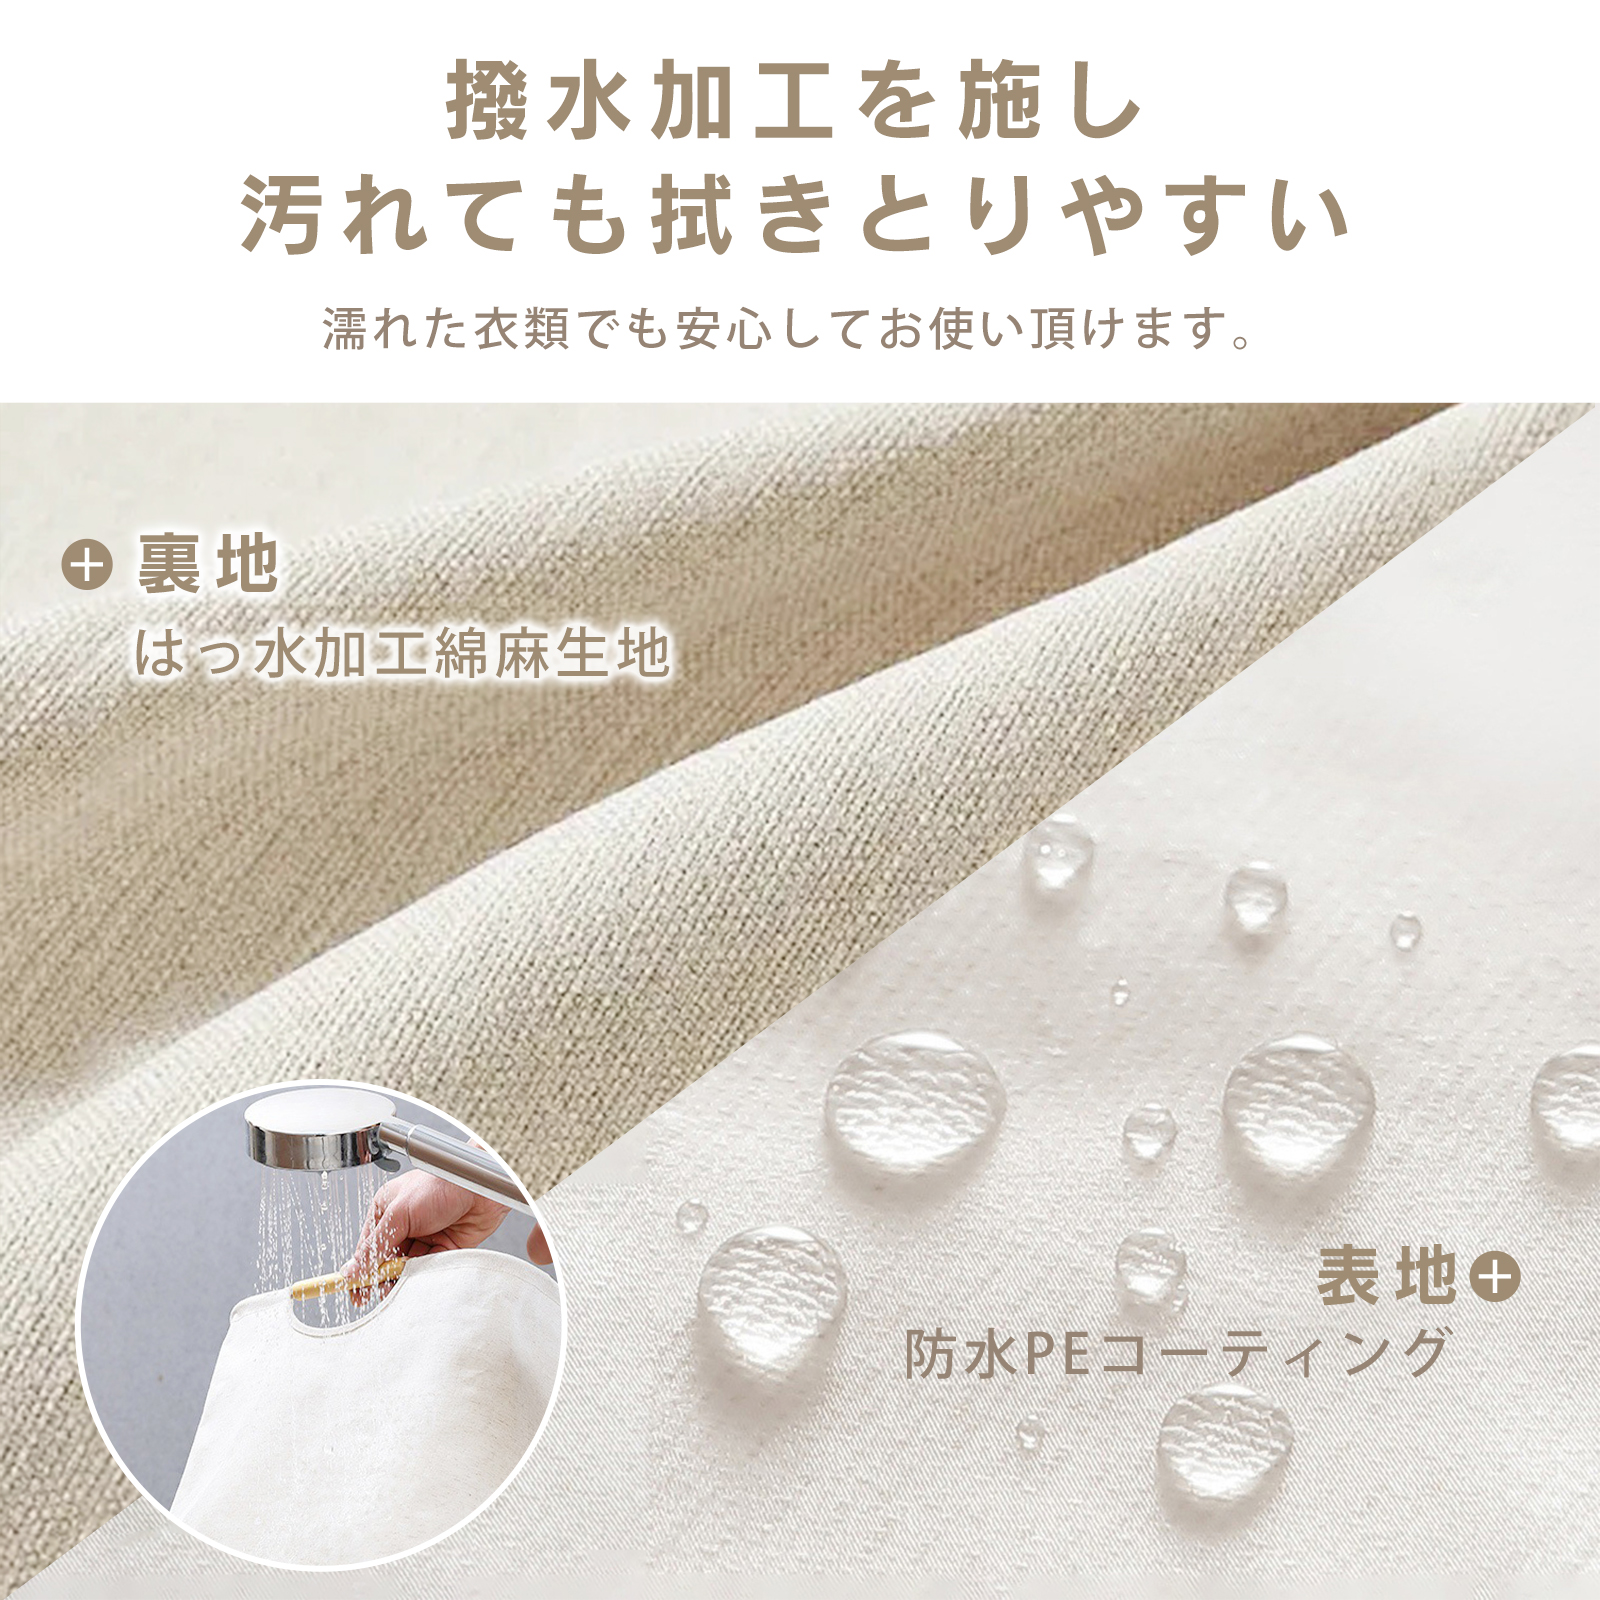 撥水加工を施し
汚れても拭きとりやすい
濡れた衣類でも安心してお使い頂けます。
裏地
はっ水加工綿麻生地
表地
防水PEコーティング